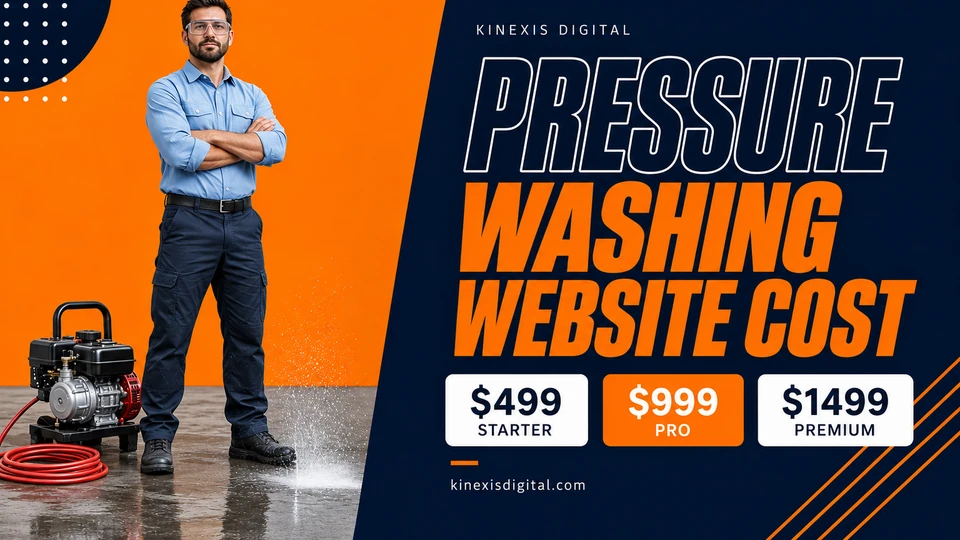 KINEXIS DIGITAL
PRESSURE
WASHING
WEBSITE COST
$499
STARTER
$999
PRO
$1499
PREMIUM
kinexisdigital.com